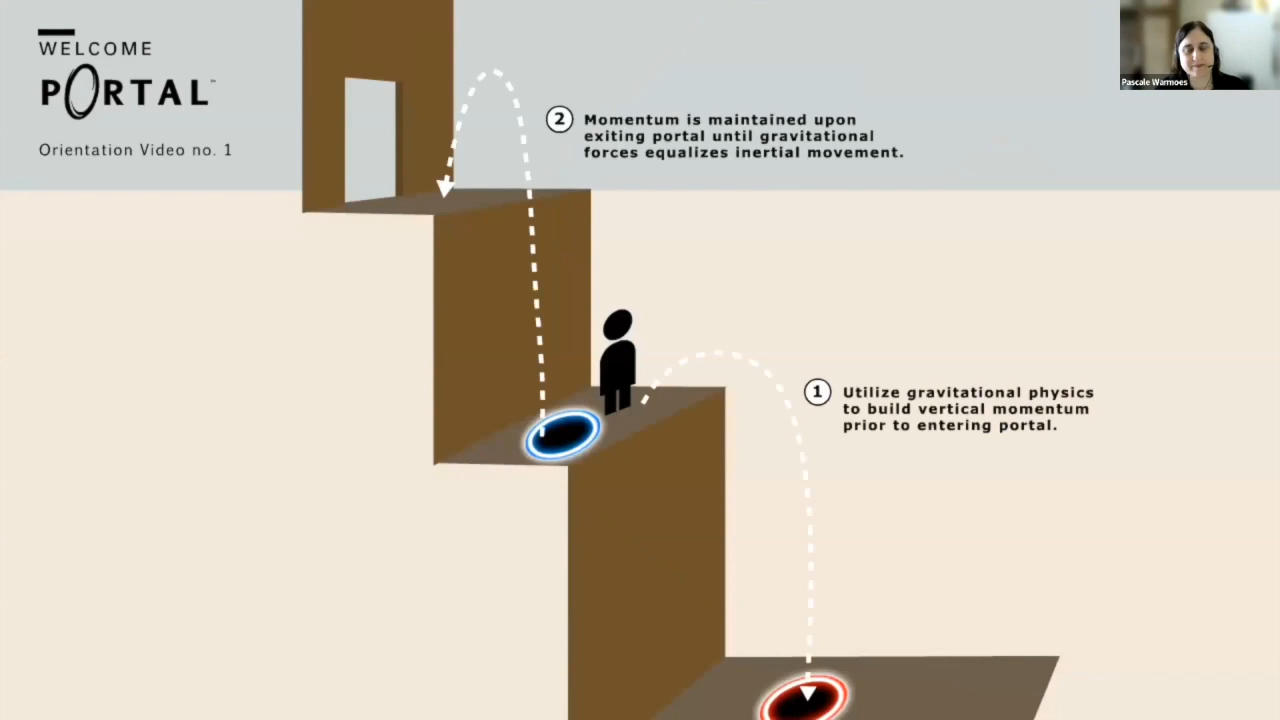 WELCOME
PORTAL™
Orientation Video no. 1
Pascale Warmoes
2
Momentum is maintained upon
exiting portal until gravitational
forces equalizes inertial movement.
1
Utilize gravitational physics
to build vertical momentum
prior to entering portal.